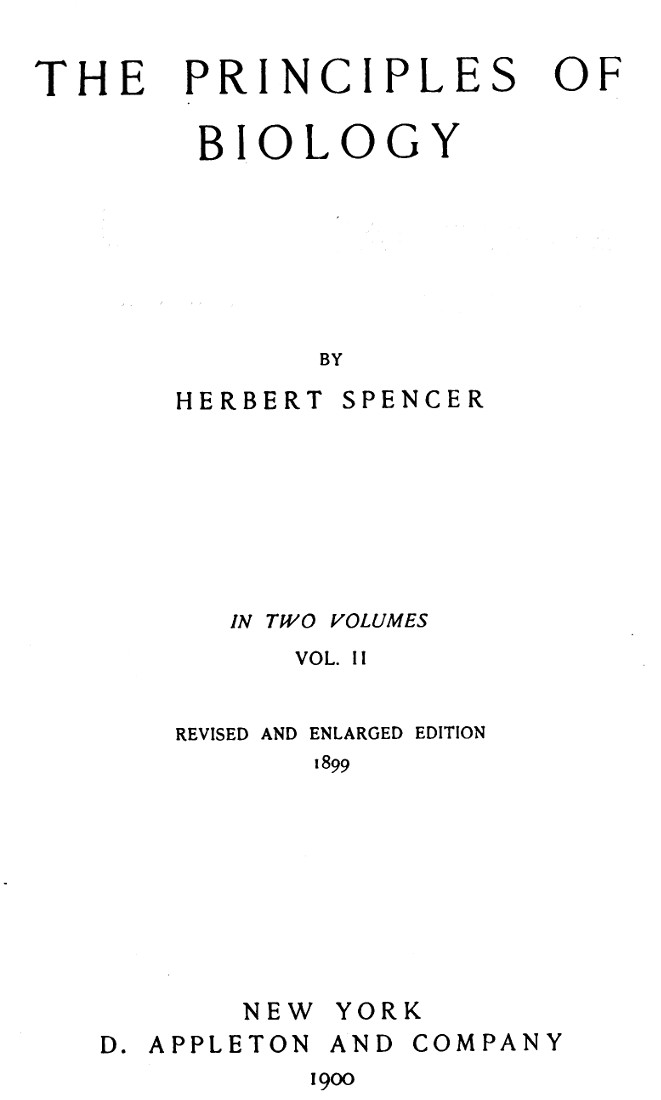 THE PRINCIPLES OF
BIOLOGY
BY
HERBERT SPENCER
IN TWO VOLUMES
VOL. II
REVISED AND ENLARGED EDITION
1899
NEW YORK
D. APPLETON AND COMPANY
1900